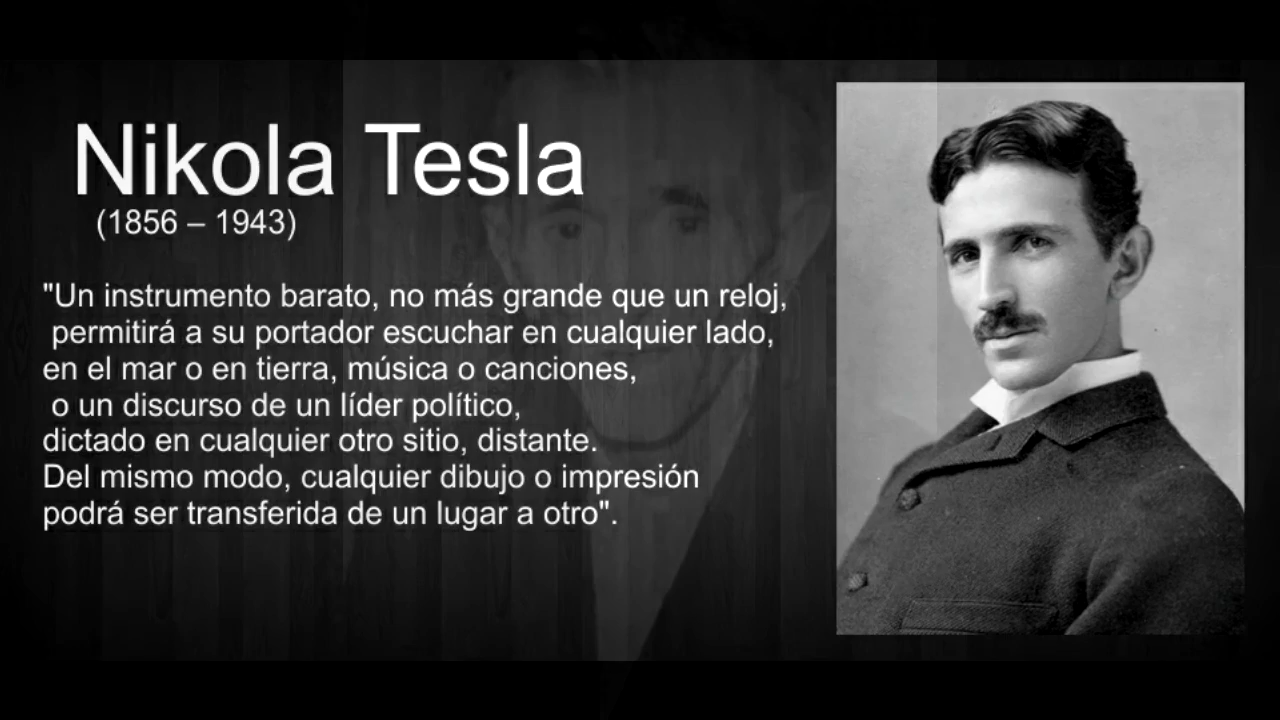 Nikola Tesla
(1856 – 1943)
"Un instrumento barato, no más grande que un reloj,
permitirá a su portador escuchar en cualquier lado,
en el mar o en tierra, música o canciones,
o un discurso de un líder político,
dictado en cualquier otro sitio, distante.
Del mismo modo, cualquier dibujo o impresión
podrá ser transferida de un lugar a otro".